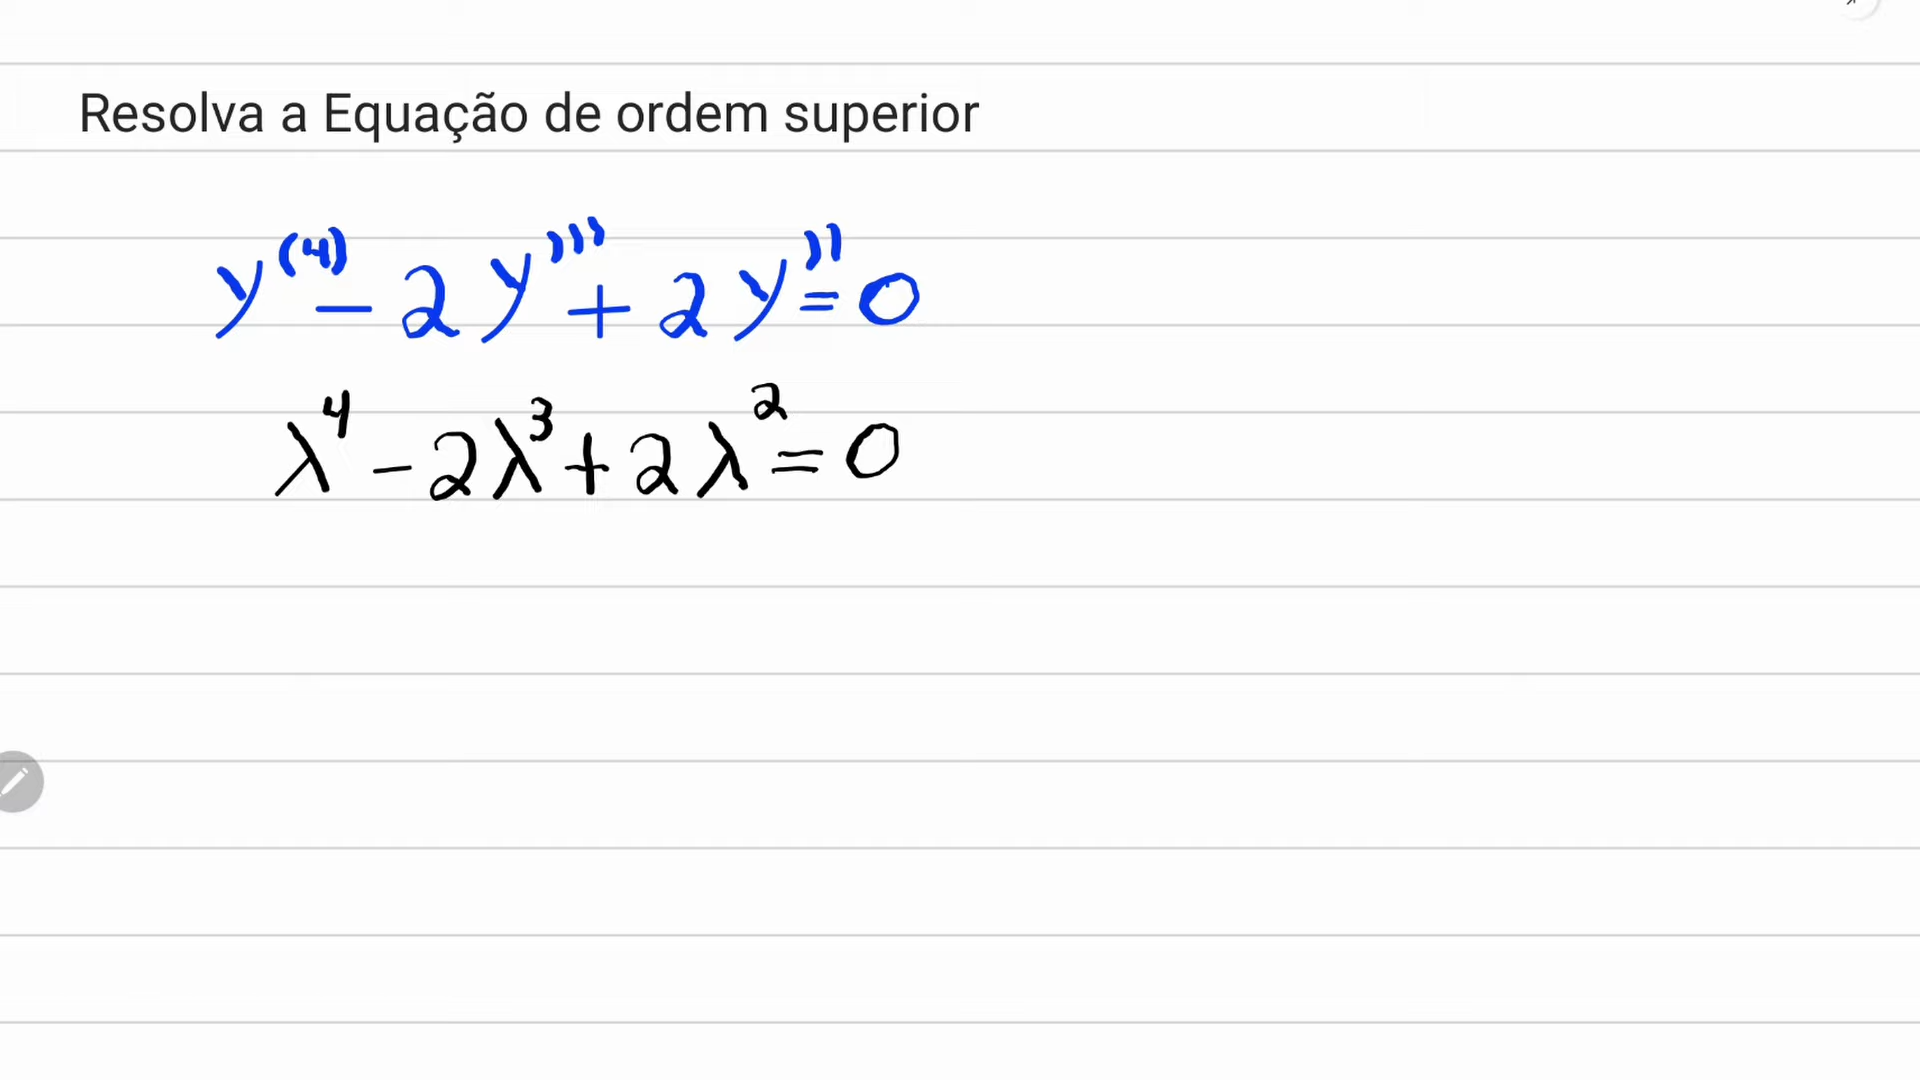 Resolva a Equação de ordem superior
y⁽⁴⁾ - 2y''' + 2y'' = 0
λ⁴ - 2λ³ + 2λ² = 0